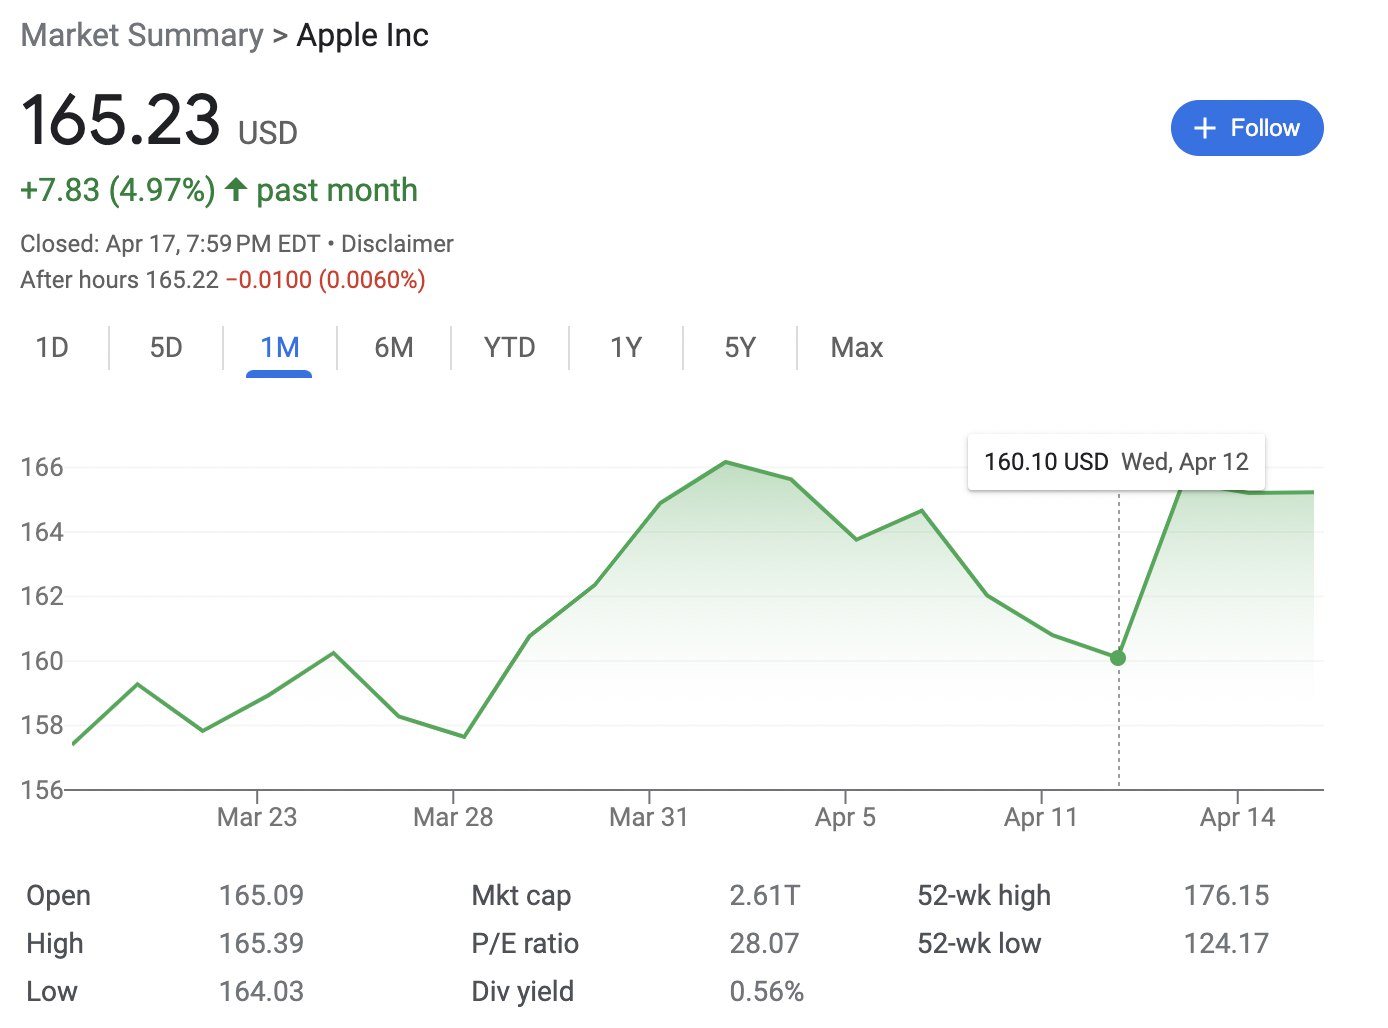 Market Summary > Apple Inc
165.23 USD
+ Follow
+7.83 (4.97%) ↑ past month
Closed: Apr 17, 7:59 PM EDT • Disclaimer
After hours 165.22 −0.0100 (0.0060%)
1D 5D 1M 6M YTD 1Y 5Y Max
160.10 USD Wed, Apr 12
166
164
162
160
158
156
Mar 23 Mar 28 Mar 31 Apr 5 Apr 11 Apr 14
Open 165.09 Mkt cap 2.61T 52-wk high 176.15
High 165.39 P/E ratio 28.07 52-wk low 124.17
Low 164.03 Div yield 0.56%